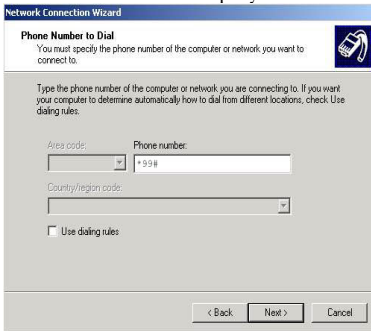 Network Connection Wizard
Phone Number to Dial
You must specify the phone number of the computer or network you want to
connect to.
Type the phone number of the computer or network you are connecting to. If you want
your computer to determine automatically how to dial from different locations, check Use
dialing rules.
Area code: Phone number:
*99#
Country/region code:
Use dialing rules
< Back Next > Cancel